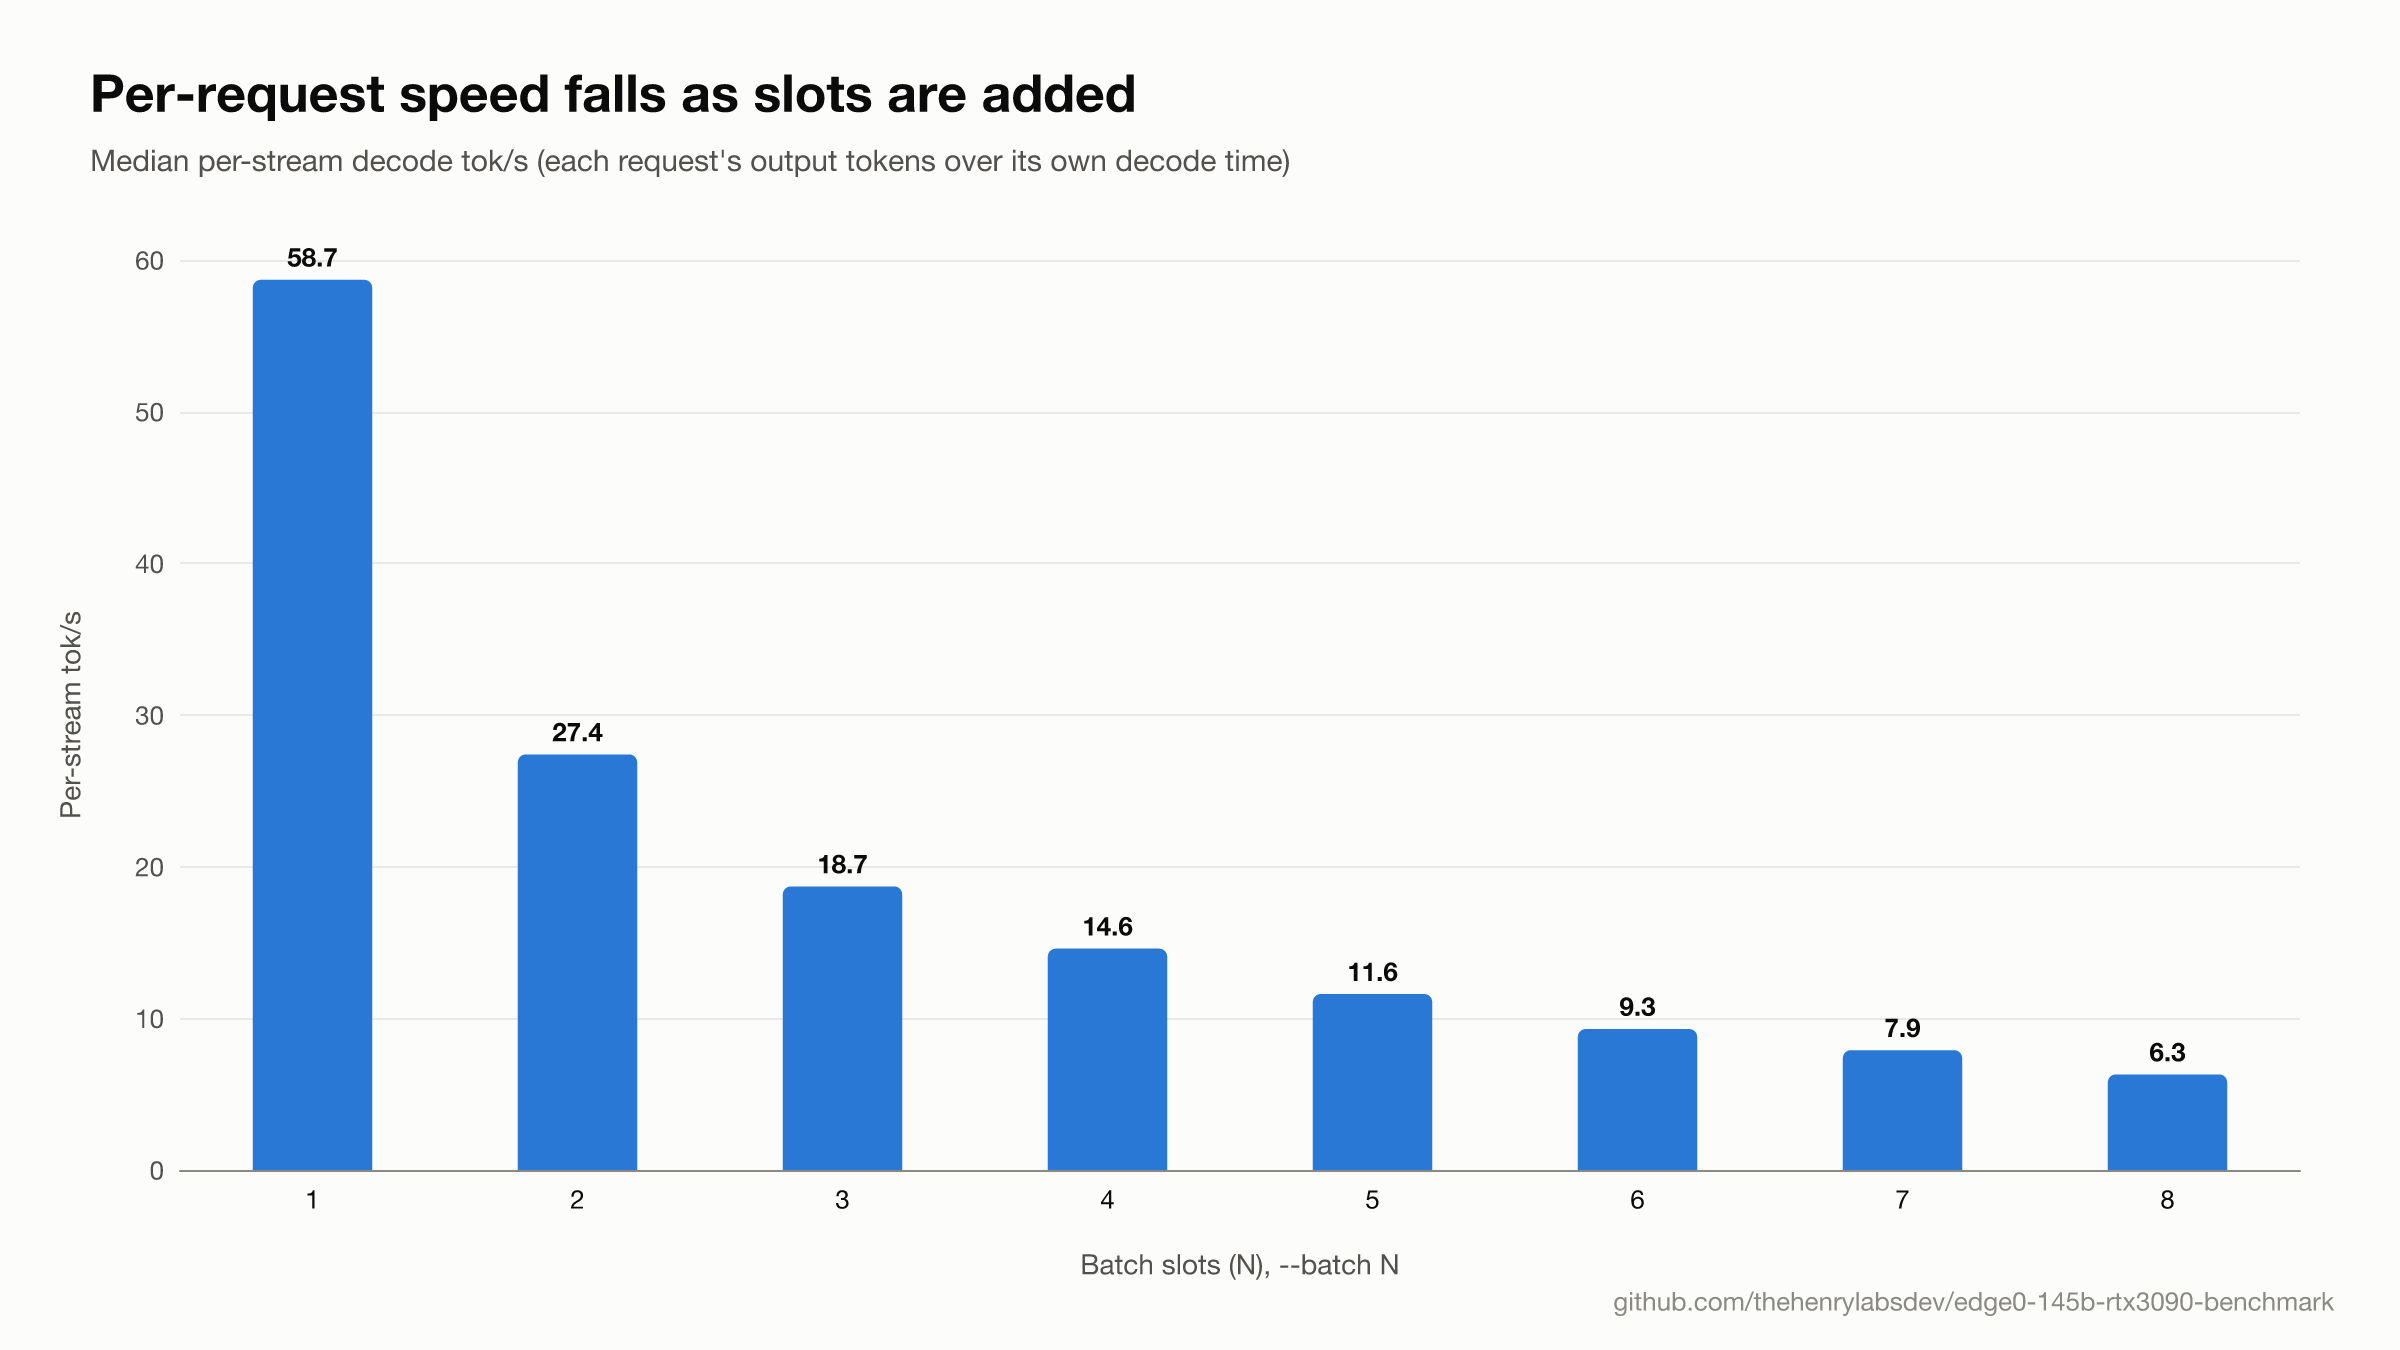 Per-request speed falls as slots are added
Median per-stream decode tok/s (each request's output tokens over its own decode time)
60
50
40
30
20
10
0
Per-stream tok/s
58.7
27.4
18.7
14.6
11.6
9.3
7.9
6.3
1 2 3 4 5 6 7 8
Batch slots (N), --batch N
github.com/thehenrylabsdev/edge0-145b-rtx3090-benchmark